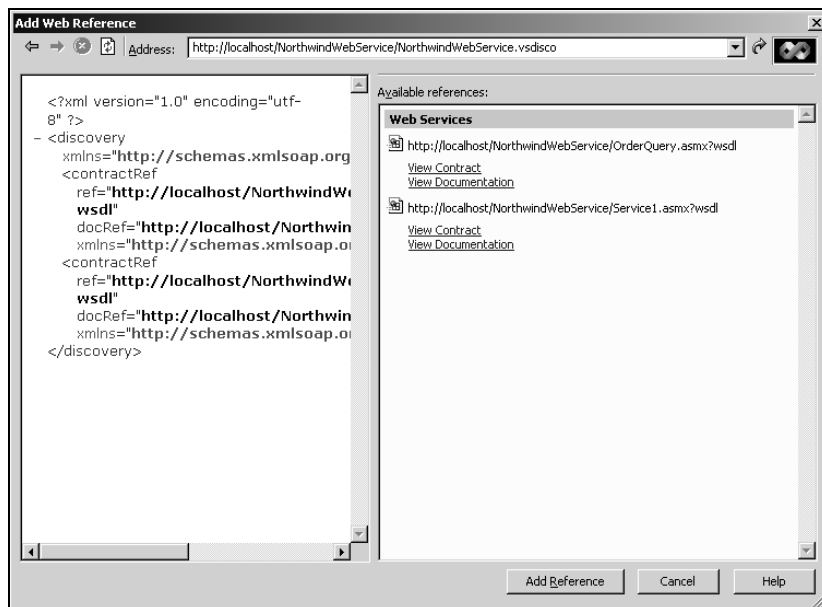 Add Web Reference
Address: http://localhost/NorthwindWebService/NorthwindWebService.vsdisco
<?xml version="1.0" encoding="utf-
8" ?>
– <discovery
xmlns="http://schemas.xmlsoap.org
<contractRef
ref="http://localhost/NorthwindWe
wsdl"
docRef="http://localhost/Northwin
xmlns="http://schemas.xmlsoap.or
<contractRef
ref="http://localhost/NorthwindWe
wsdl"
docRef="http://localhost/Northwin
xmlns="http://schemas.xmlsoap.or
</discovery>
Available references:
Web Services
http://localhost/NorthwindWebService/OrderQuery.asmx?wsdl
View Contract
View Documentation
http://localhost/NorthwindWebService/Service1.asmx?wsdl
View Contract
View Documentation
Add Reference Cancel Help